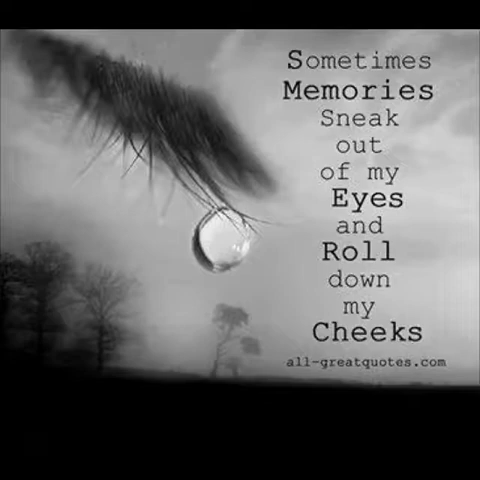 Sometimes
Memories
Sneak
out
of my
Eyes
and
Roll
down
my
Cheeks
all-greatquotes.com